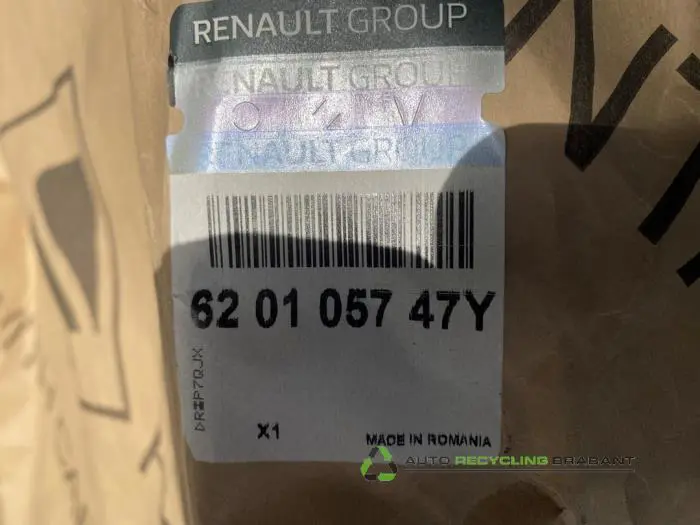 RENAULT GROUP
RENAULT GROUP
RENAULT GROUP
62 01 057 47Y
X1
MADE IN ROMANIA
AUTO RECYCLING BRABANT